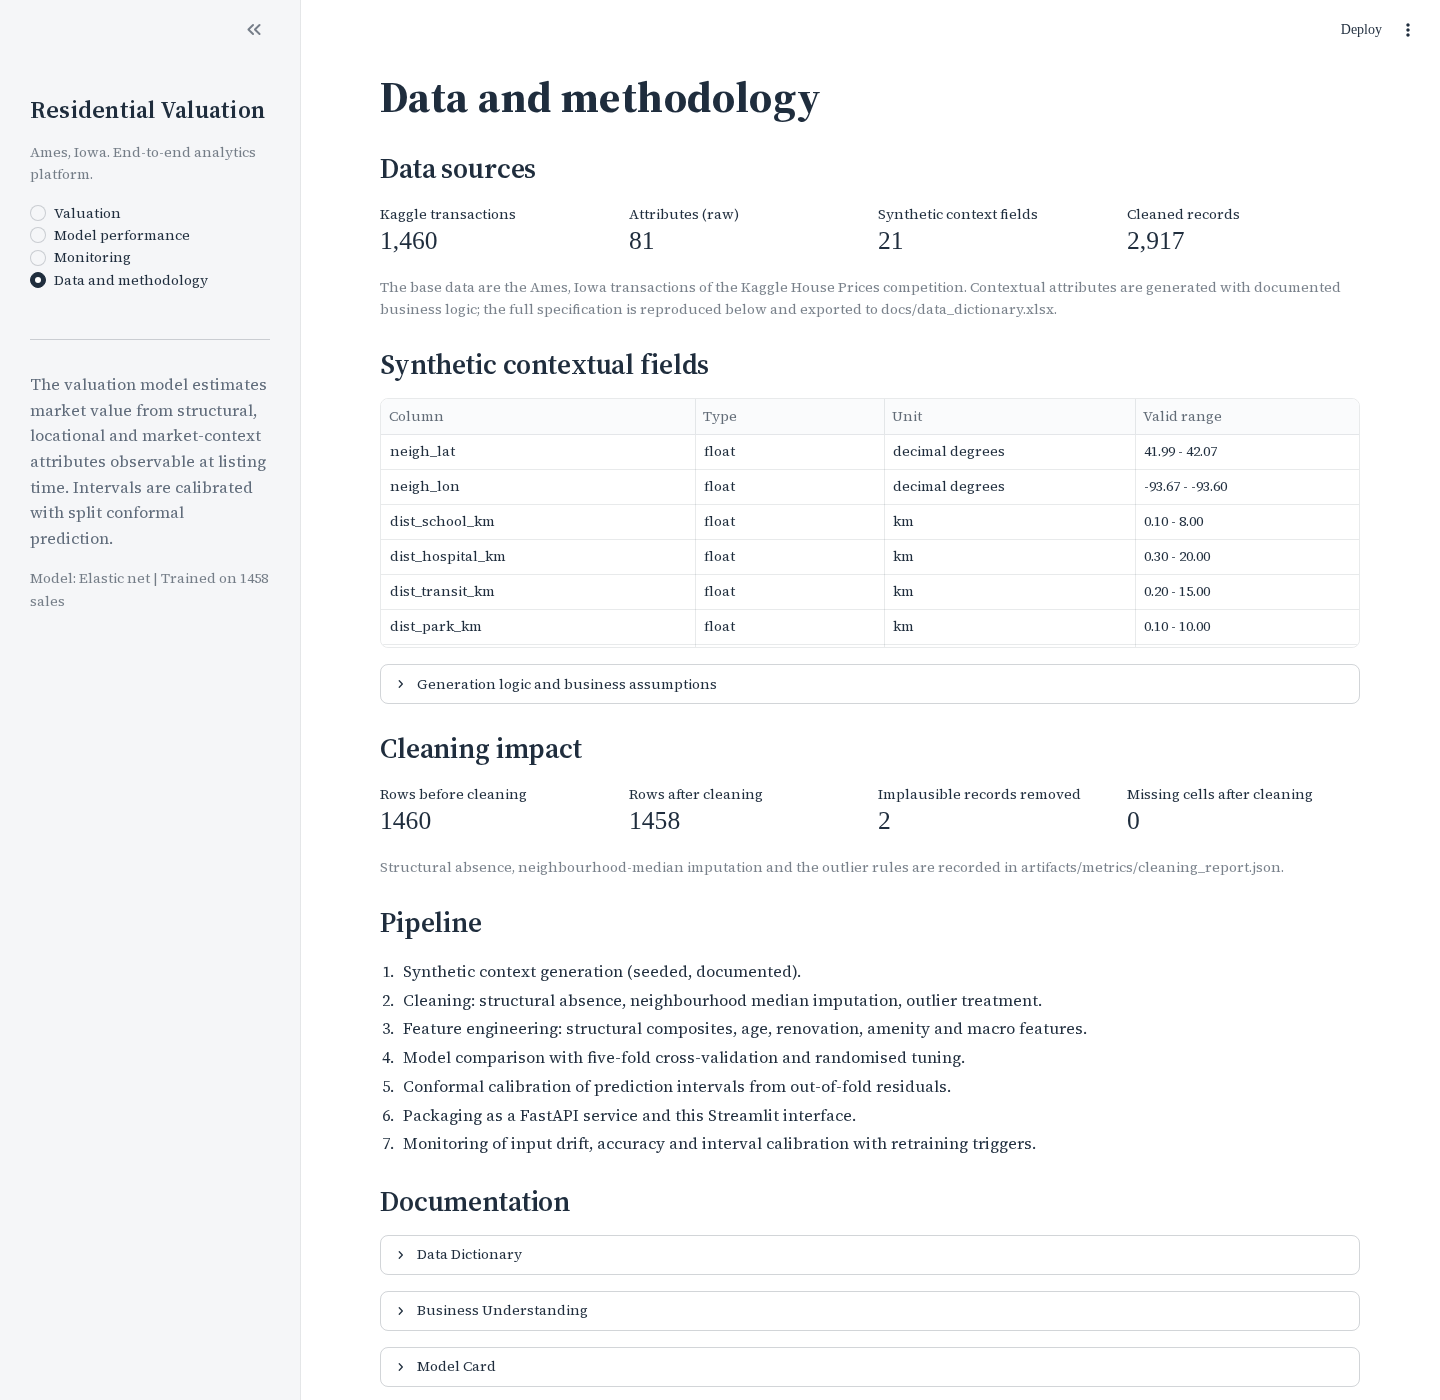 Deploy
Residential Valuation
Ames, Iowa. End-to-end analytics
platform.
Valuation
Model performance
Monitoring
Data and methodology
The valuation model estimates
market value from structural,
locational and market-context
attributes observable at listing
time. Intervals are calibrated
with split conformal
prediction.
Model: Elastic net | Trained on 1458
sales
Data and methodology
Data sources
Kaggle transactions Attributes (raw) Synthetic context fields Cleaned records
1,460 81 21 2,917
The base data are the Ames, Iowa transactions of the Kaggle House Prices competition. Contextual attributes are generated with documented
business logic; the full specification is reproduced below and exported to docs/data_dictionary.xlsx.
Synthetic contextual fields
Column Type Unit Valid range
neigh_lat float decimal degrees 41.99 - 42.07
neigh_lon float decimal degrees -93.67 - -93.60
dist_school_km float km 0.10 - 8.00
dist_hospital_km float km 0.30 - 20.00
dist_transit_km float km 0.20 - 15.00
dist_park_km float km 0.10 - 10.00
Generation logic and business assumptions
Cleaning impact
Rows before cleaning Rows after cleaning Implausible records removed Missing cells after cleaning
1460 1458 2 0
Structural absence, neighbourhood-median imputation and the outlier rules are recorded in artifacts/metrics/cleaning_report.json.
Pipeline
1. Synthetic context generation (seeded, documented).
2. Cleaning: structural absence, neighbourhood median imputation, outlier treatment.
3. Feature engineering: structural composites, age, renovation, amenity and macro features.
4. Model comparison with five-fold cross-validation and randomised tuning.
5. Conformal calibration of prediction intervals from out-of-fold residuals.
6. Packaging as a FastAPI service and this Streamlit interface.
7. Monitoring of input drift, accuracy and interval calibration with retraining triggers.
Documentation
Data Dictionary
Business Understanding
Model Card